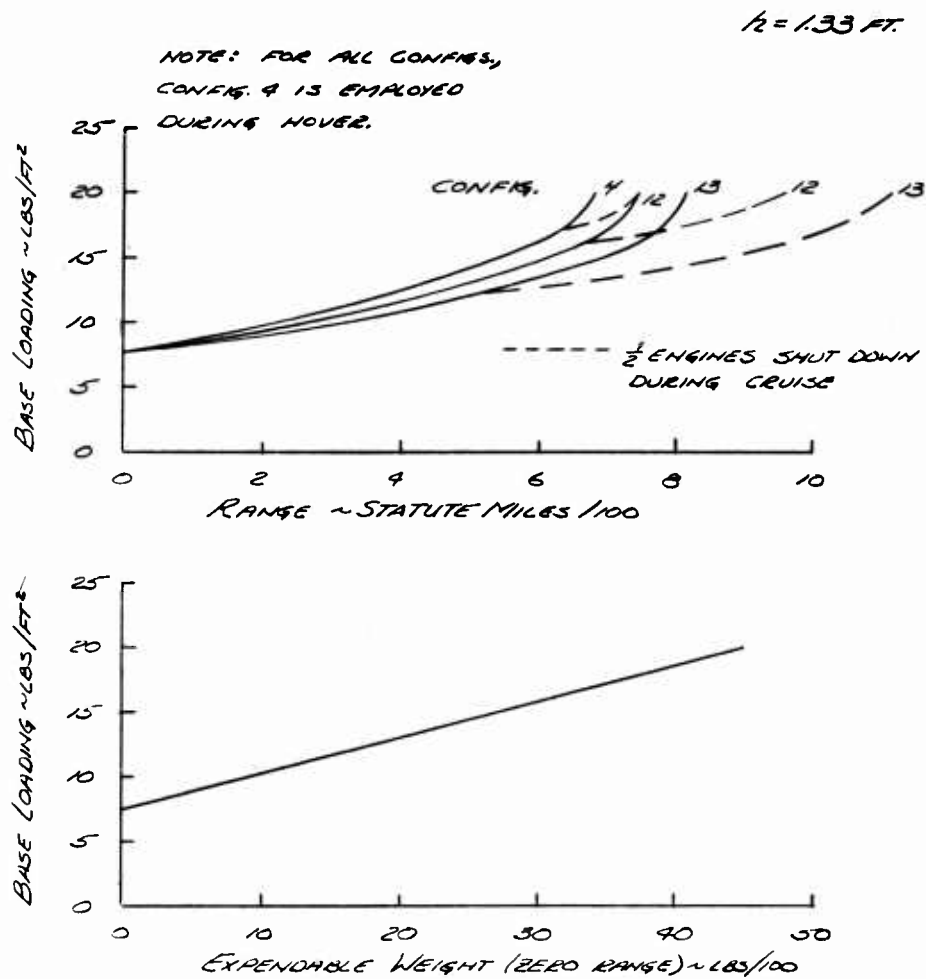 h=1.33 FT.
NOTE: FOR ALL CONFIGS.,
CONFIG. 4 IS EMPLOYED
DURING HOVER.
25
20
15
10
5
0
BASE LOADING ~ LBS/FT²
CONFIG. 4 12 13 12 13
---- ½ ENGINES SHUT DOWN
DURING CRUISE
0 2 4 6 8 10
RANGE ~ STATUTE MILES/100
25
20
15
10
5
0
BASE LOADING ~ LBS/FT²
0 10 20 30 40 50
EXPENDABLE WEIGHT (ZERO RANGE) ~ LBS/100